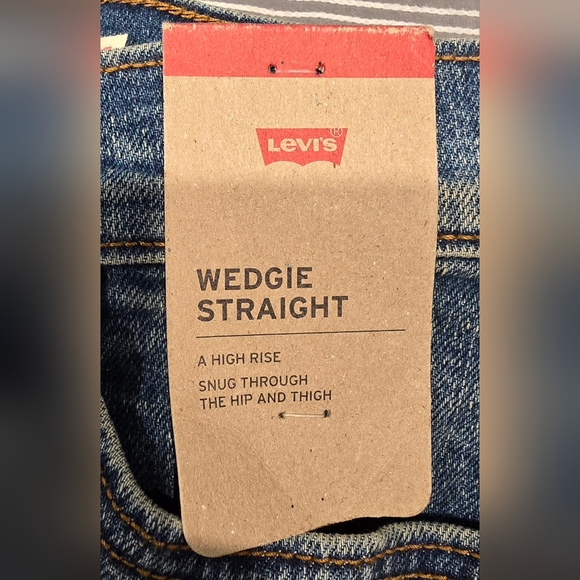 Levi's®
WEDGIE
STRAIGHT
A HIGH RISE
SNUG THROUGH
THE HIP AND THIGH